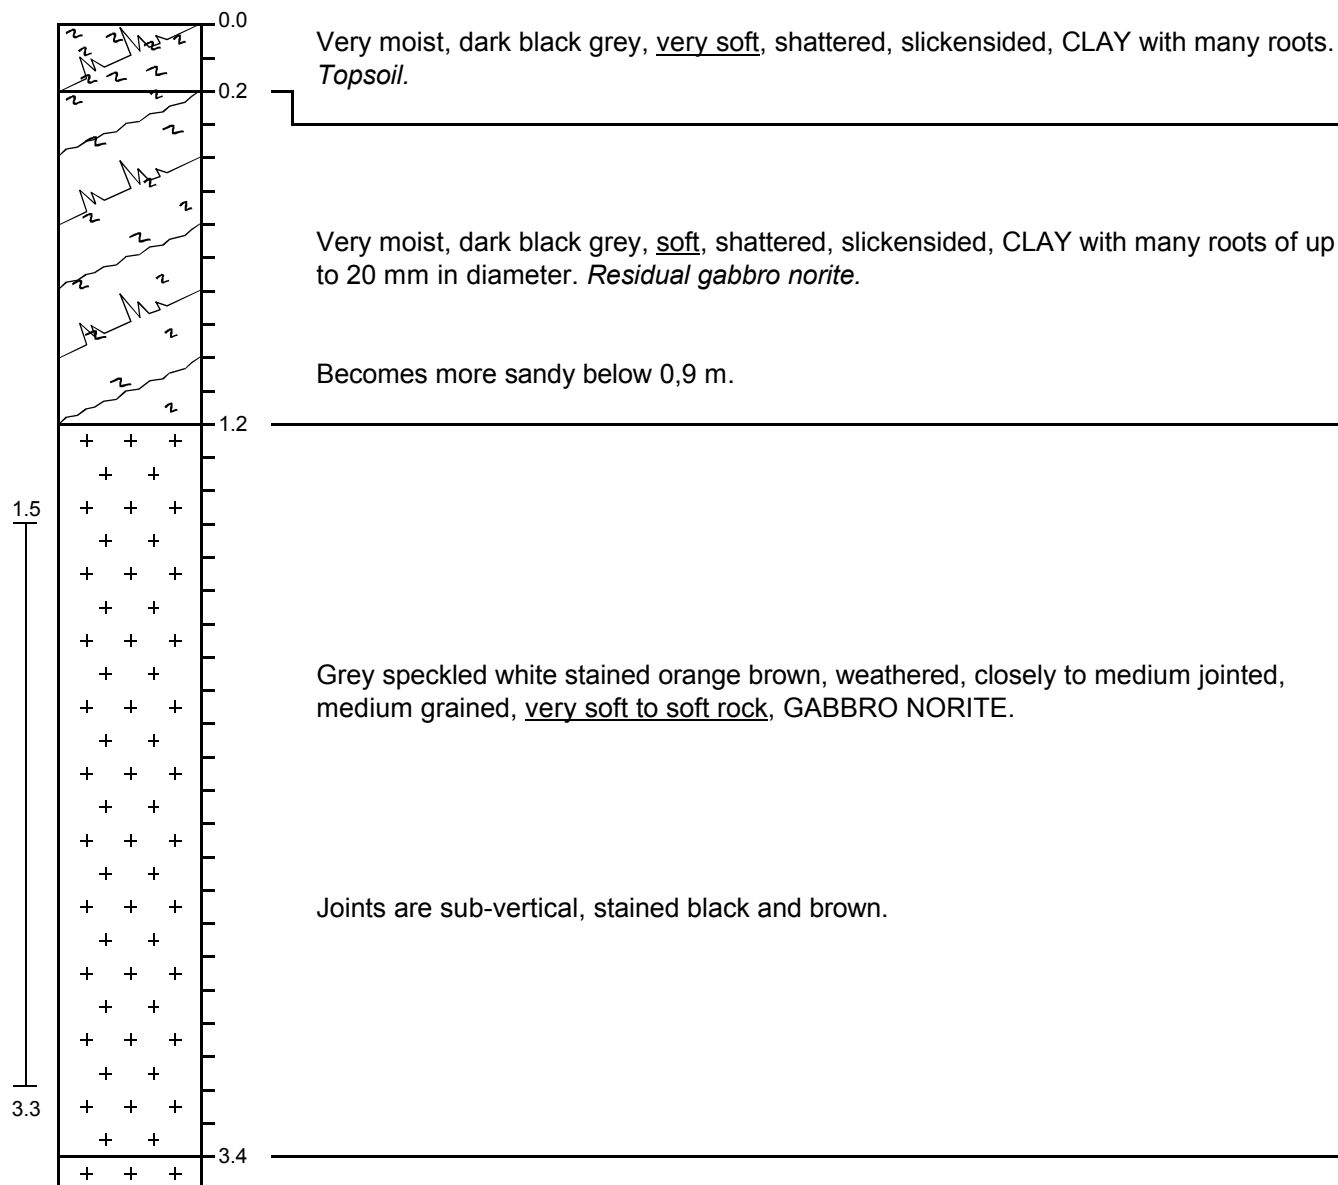 0.0
Very moist, dark black grey, very soft, shattered, slickensided, CLAY with many roots.
Topsoil.
0.2
Very moist, dark black grey, soft, shattered, slickensided, CLAY with many roots of up
to 20 mm in diameter. Residual gabbro norite.
Becomes more sandy below 0,9 m.
1.2
1.5
Grey speckled white stained orange brown, weathered, closely to medium jointed,
medium grained, very soft to soft rock, GABBRO NORITE.
Joints are sub-vertical, stained black and brown.
3.3
3.4